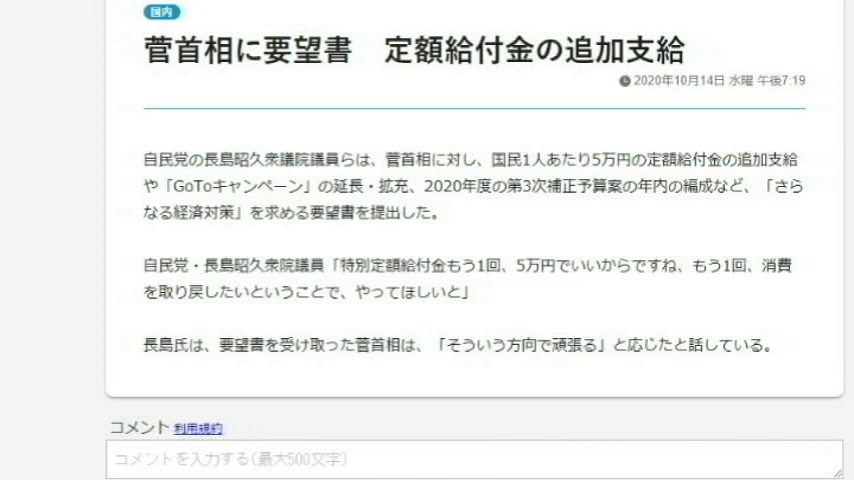 国内
菅首相に要望書　定額給付金の追加支給
2020年10月14日 水曜 午後7:19
自民党の長島昭久衆議院議員らは、菅首相に対し、国民1人あたり5万円の定額給付金の追加支給
や「GoToキャンペーン」の延長・拡充、2020年度の第3次補正予算案の年内の編成など、「さら
なる経済対策」を求める要望書を提出した。
自民党・長島昭久衆院議員「特別定額給付金もう1回、5万円でいいからですね、もう1回、消費
を取り戻したいということで、やってほしいと」
長島氏は、要望書を受け取った菅首相は、「そういう方向で頑張る」と応じたと話している。
コメント 利用規約
コメントを入力する(最大500文字)